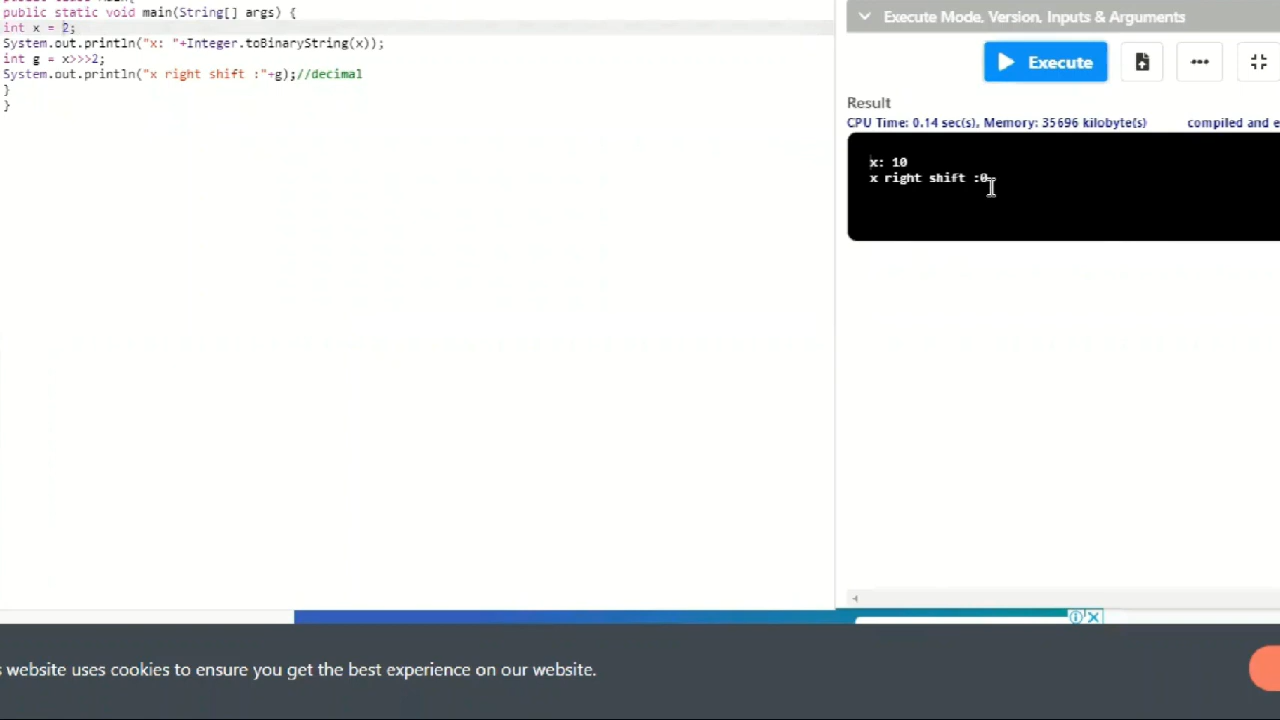 public static void main(String[] args) {
int x = 2;
System.out.println("x: "+Integer.toBinaryString(x));
int g = x>>>2;
System.out.println("x right shift :"+g);//decimal
}
}
Execute Mode, Version, Inputs & Arguments
Execute
Result
CPU Time: 0.14 sec(s), Memory: 35696 kilobyte(s) compiled and e
x: 10
x right shift :0
s website uses cookies to ensure you get the best experience on our website.